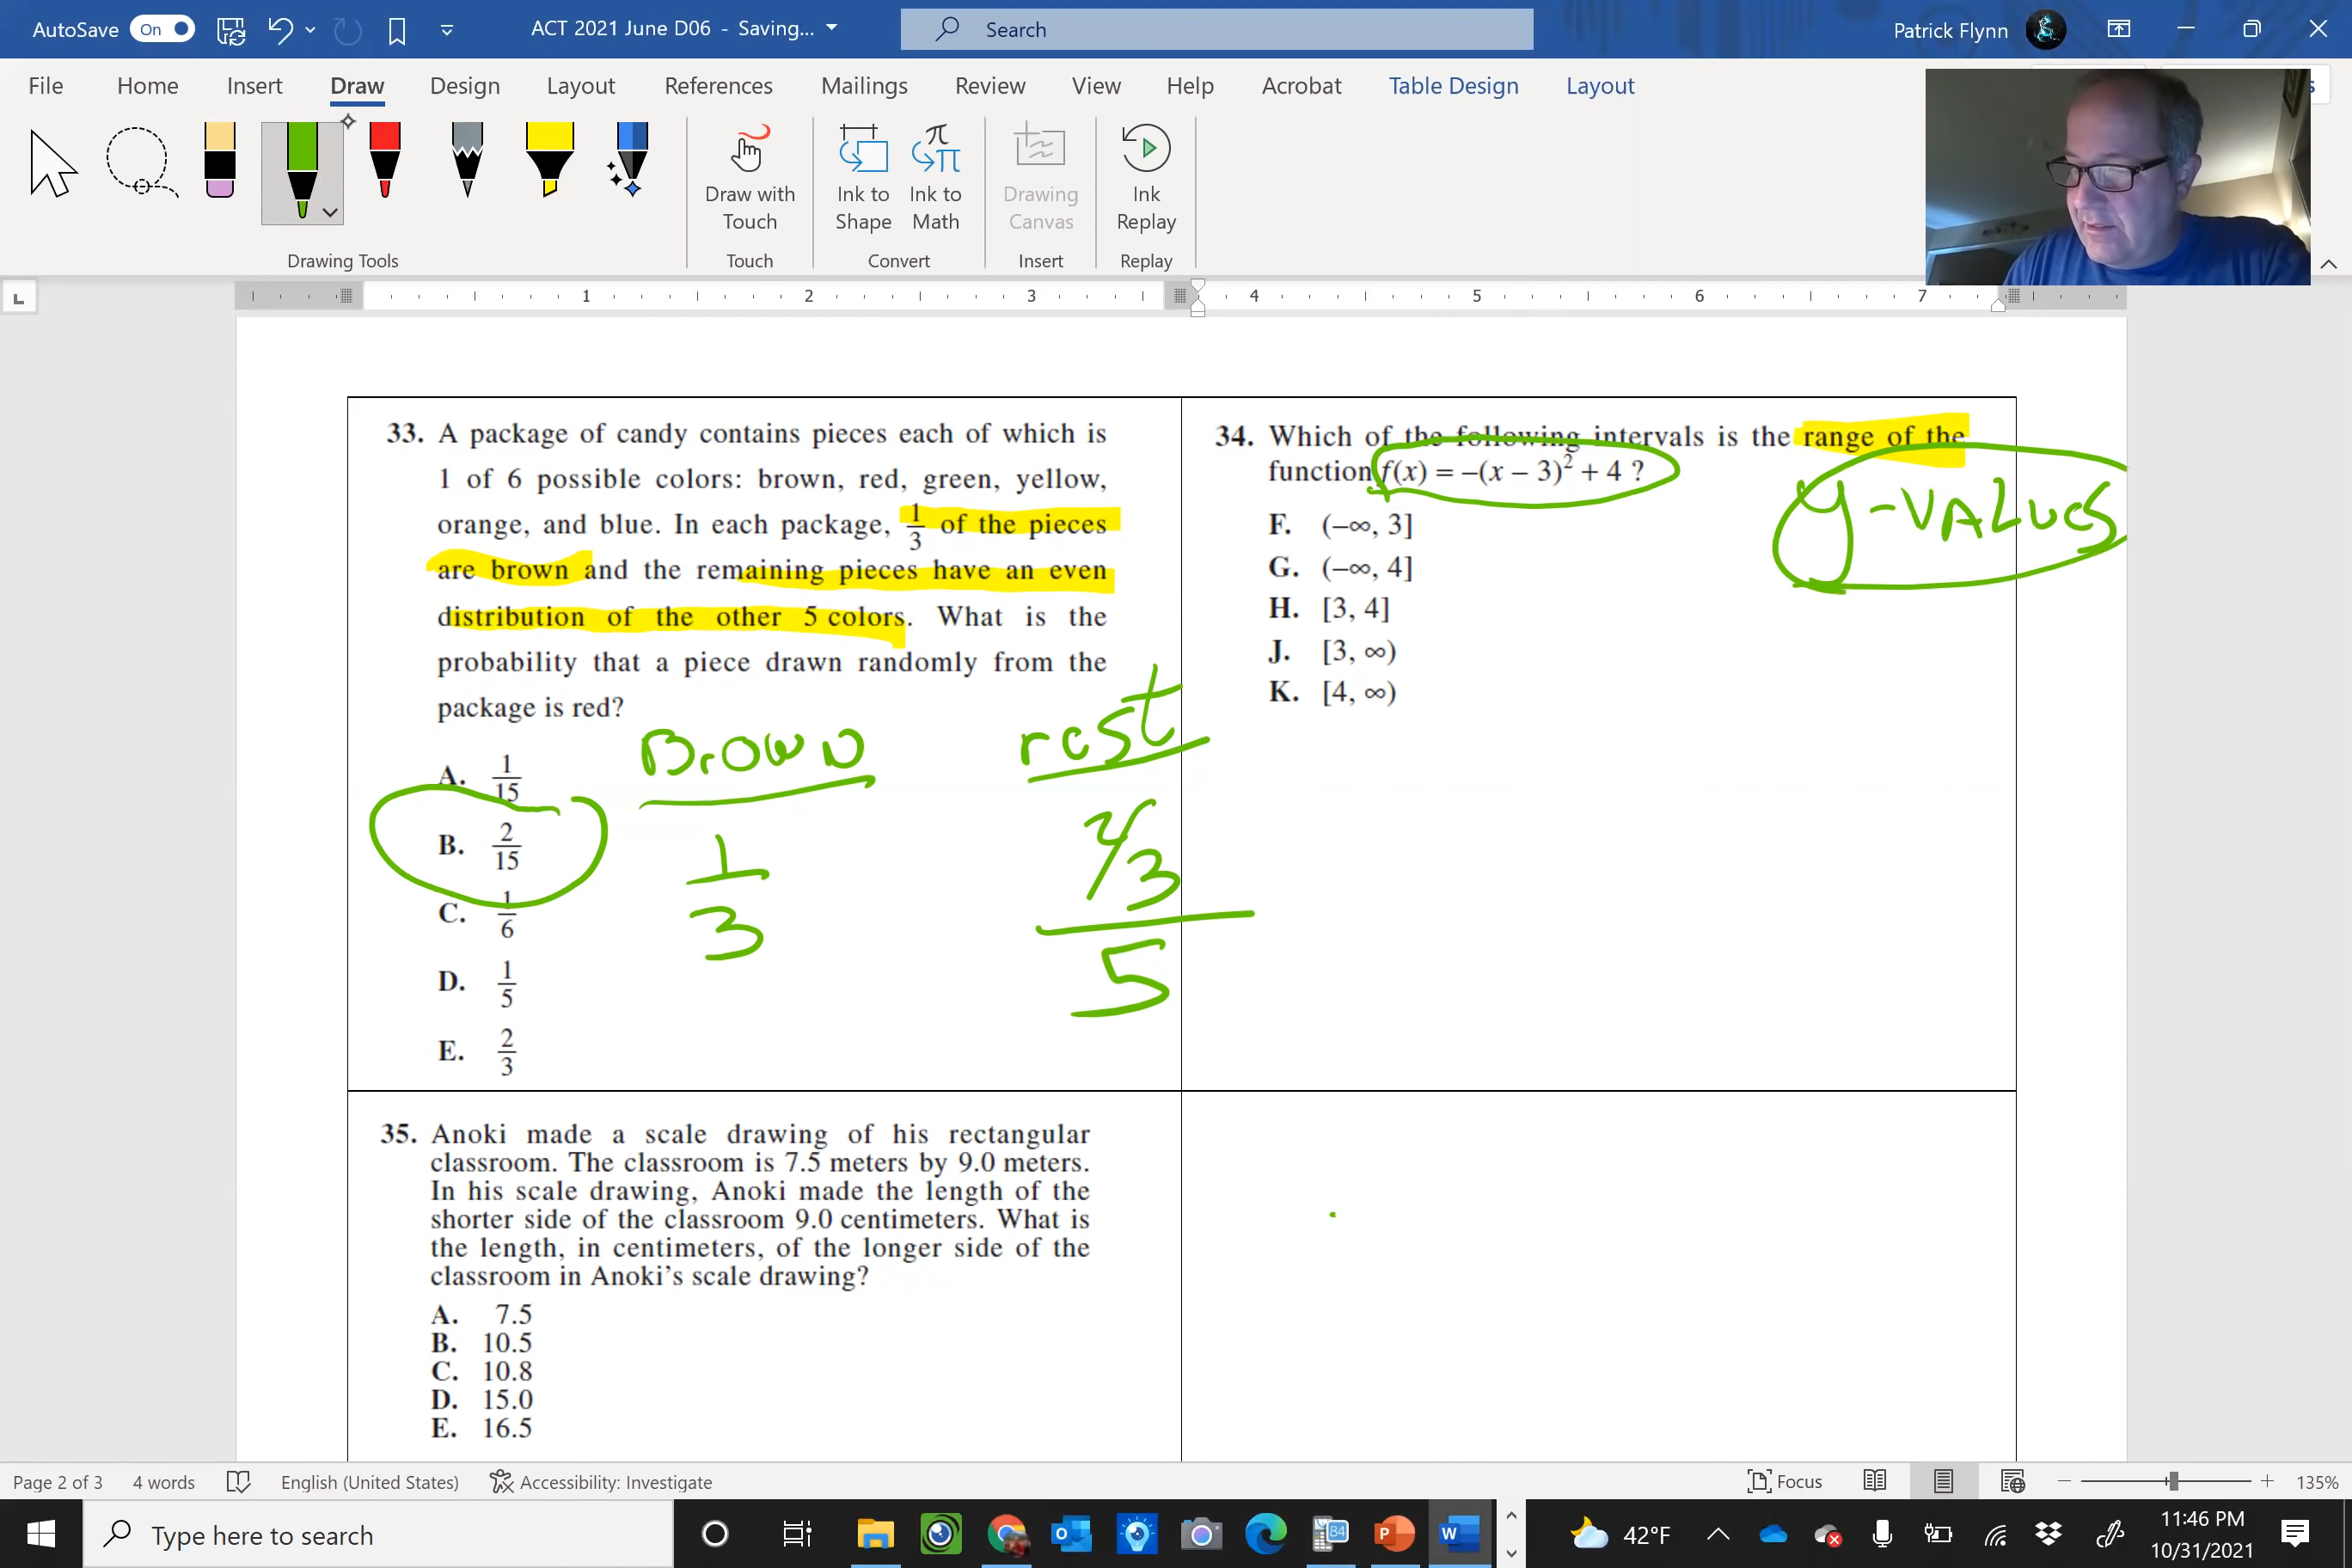 AutoSave On ACT 2021 June D06 - Saving... Search Patrick Flynn
File Home Insert Draw Design Layout References Mailings Review View Help Acrobat Table Design Layout
Draw with Touch
Ink to Shape
Ink to Math
Drawing Canvas
Ink Replay
Drawing Tools Touch Convert Insert Replay
1 2 3 4 5 6 7
33. A package of candy contains pieces each of which is
1 of 6 possible colors: brown, red, green, yellow,
orange, and blue. In each package, 1/3 of the pieces
are brown and the remaining pieces have an even
distribution of the other 5 colors. What is the
probability that a piece drawn randomly from the
package is red?
A. 1/15
B. 2/15
C. 1/6
D. 1/5
E. 2/3
Brown
1/3
rest
2/3
5
34. Which of the following intervals is the range of the
function f(x) = −(x − 3)² + 4 ?
y-VALUES
F. (−∞, 3]
G. (−∞, 4]
H. [3, 4]
J. [3, ∞)
K. [4, ∞)
35. Anoki made a scale drawing of his rectangular
classroom. The classroom is 7.5 meters by 9.0 meters.
In his scale drawing, Anoki made the length of the
shorter side of the classroom 9.0 centimeters. What is
the length, in centimeters, of the longer side of the
classroom in Anoki's scale drawing?
A. 7.5
B. 10.5
C. 10.8
D. 15.0
E. 16.5
Page 2 of 3 4 words English (United States) Accessibility: Investigate Focus 135%
Type here to search 84 42°F 11:46 PM
10/31/2021